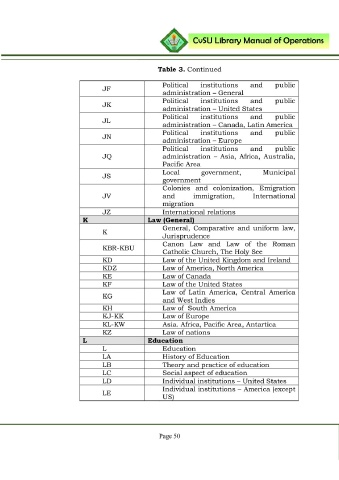 CvSU Library Manual of Operations
Table 3. Continued
JF Political institutions and public
administration – General
JK Political institutions and public
administration – United States
JL Political institutions and public
administration – Canada, Latin America
JN Political institutions and public
administration – Europe
JQ Political institutions and public
administration – Asia, Africa, Australia,
Pacific Area
JS Local government, Municipal
government
JV Colonies and colonization, Emigration
and immigration, International
migration
JZ International relations
K Law (General)
K General, Comparative and uniform law,
Jurisprudence
KBR-KBU Canon Law and Law of the Roman
Catholic Church, The Holy See
KD Law of the United Kingdom and Ireland
KDZ Law of America, North America
KE Law of Canada
KF Law of the United States
KG Law of Latin America, Central America
and West Indies
KH Law of South America
KJ-KK Law of Europe
KL-KW Asia, Africa, Pacific Area, Antartica
KZ Law of nations
L Education
L Education
LA History of Education
LB Theory and practice of education
LC Social aspect of education
LD Individual institutions – United States
LE Individual institutions – America (except
US)
Page 50